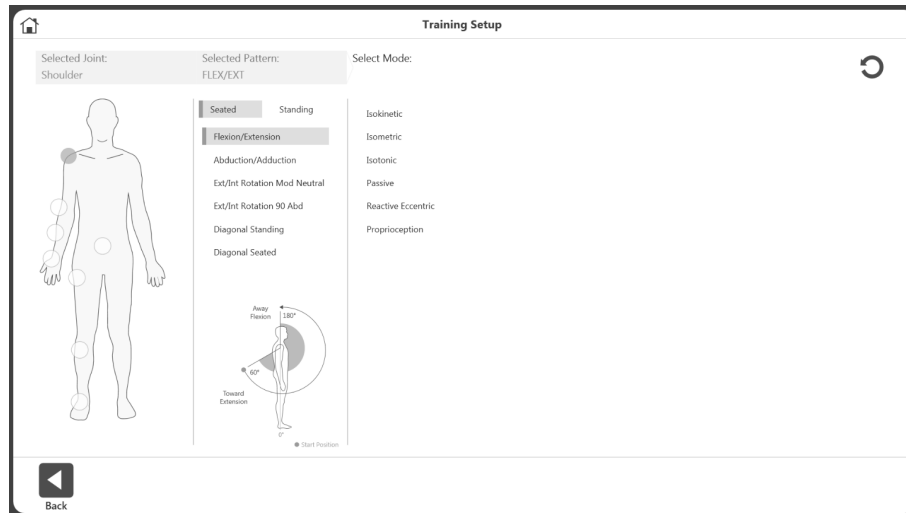 Training Setup
Selected Joint:
Shoulder
Selected Pattern:
FLEX/EXT
Select Mode:
Seated
Standing
Flexion/Extension
Abduction/Adduction
Ext/Int Rotation Mod Neutral
Ext/Int Rotation 90 Abd
Diagonal Standing
Diagonal Seated
Away
Flexion
180°
60°
Toward
Extension
0°
Start Position
Isokinetic
Isometric
Isotonic
Passive
Reactive Eccentric
Proprioception
Back